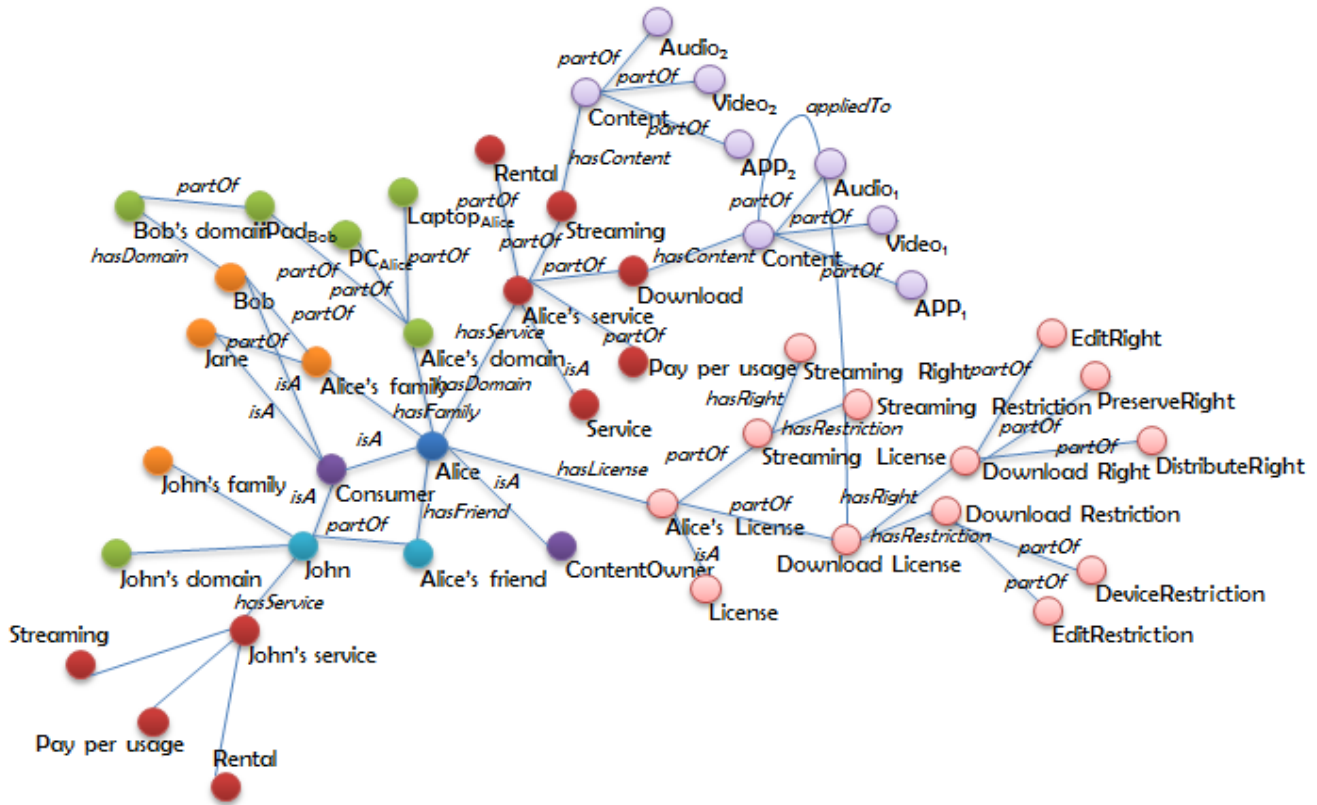 Audio₂
partOf
partOf
Video₂
Content
partOf
appliedTo
Rental
hasContent
APP₂
Audio₁
partOf
partOf
partOf
Laptop_Alice
Bob's domain
iPad_Bob
partOf
Streaming
partOf
Video₁
hasDomain
PC_Alice
partOf
hasContent
Content
partOf
partOf
partOf
Bob
partOf
Download
APP₁
partOf
Alice's service
hasService
partOf
EditRight
partOf
Jane
Alice's domain
isA
Pay per usage
Streaming Right
partOf
isA
Alice's family
hasDomain
hasRight
PreserveRight
isA
hasFamily
Service
Streaming Restriction
hasRestriction
partOf
isA
Alice
hasLicense
partOf
Streaming License
partOf
Download Right
DistributeRight
John's family
isA
Consumer
isA
hasRight
partOf
hasFriend
partOf
Alice's License
Download Restriction
hasRestriction
isA
Download License
partOf
John's domain
John
Alice's friend
ContentOwner
partOf
DeviceRestriction
hasService
License
EditRestriction
Streaming
John's service
Pay per usage
Rental